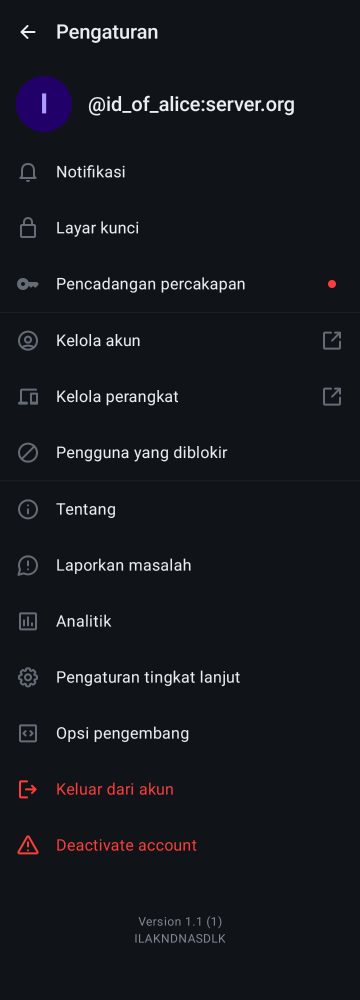 Pengaturan
I
@id_of_alice:server.org
Notifikasi
Layar kunci
Pencadangan percakapan
Kelola akun
Kelola perangkat
Pengguna yang diblokir
Tentang
Laporkan masalah
Analitik
Pengaturan tingkat lanjut
Opsi pengembang
Keluar dari akun
Deactivate account
Version 1.1 (1)
ILAKNDNASDLK